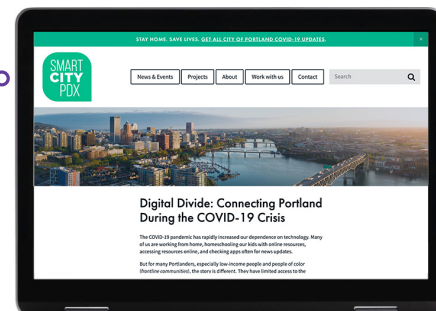 STAY HOME. SAVE LIVES. GET ALL CITY OF PORTLAND COVID-19 UPDATES.
×
SMART
CITY
PDX
News & Events
Projects
About
Work with us
Contact
Search
Digital Divide: Connecting Portland
During the COVID-19 Crisis
The COVID-19 pandemic has rapidly increased our dependence on technology. Many
of us are working from home, homeschooling our kids with online resources,
accessing resources online, and checking apps often for news updates.
But for many Portlanders, especially low-income people and people of color
(frontline communities), the story is different. They have limited access to the